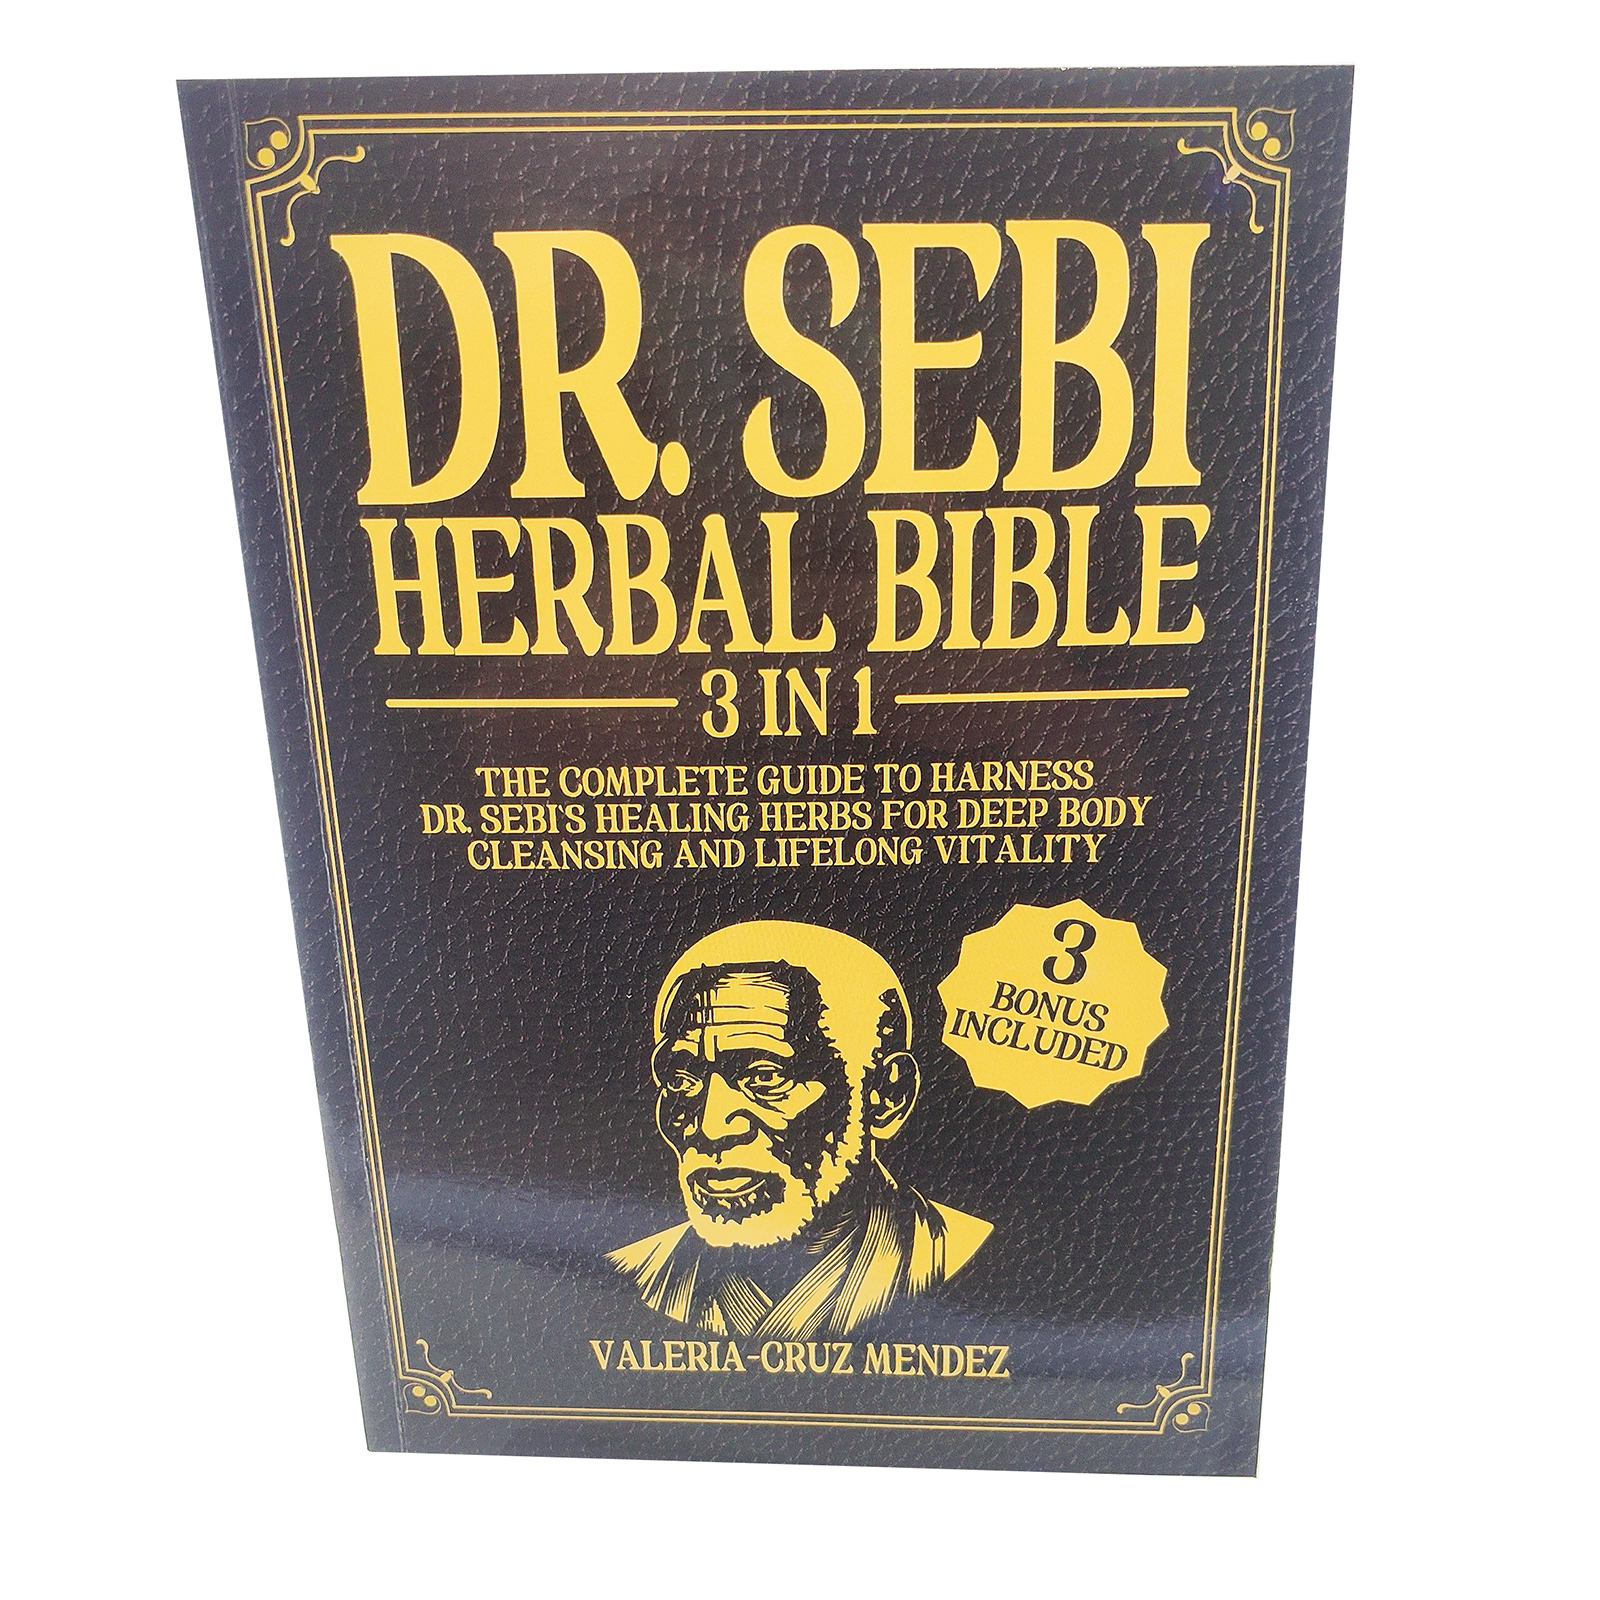 DR. SEBI
HERBAL BIBLE
3 IN 1
THE COMPLETE GUIDE TO HARNESS
DR. SEBI'S HEALING HERBS FOR DEEP BODY
CLEANSING AND LIFELONG VITALITY
3
BONUS
INCLUDED
VALERIA-CRUZ MENDEZ